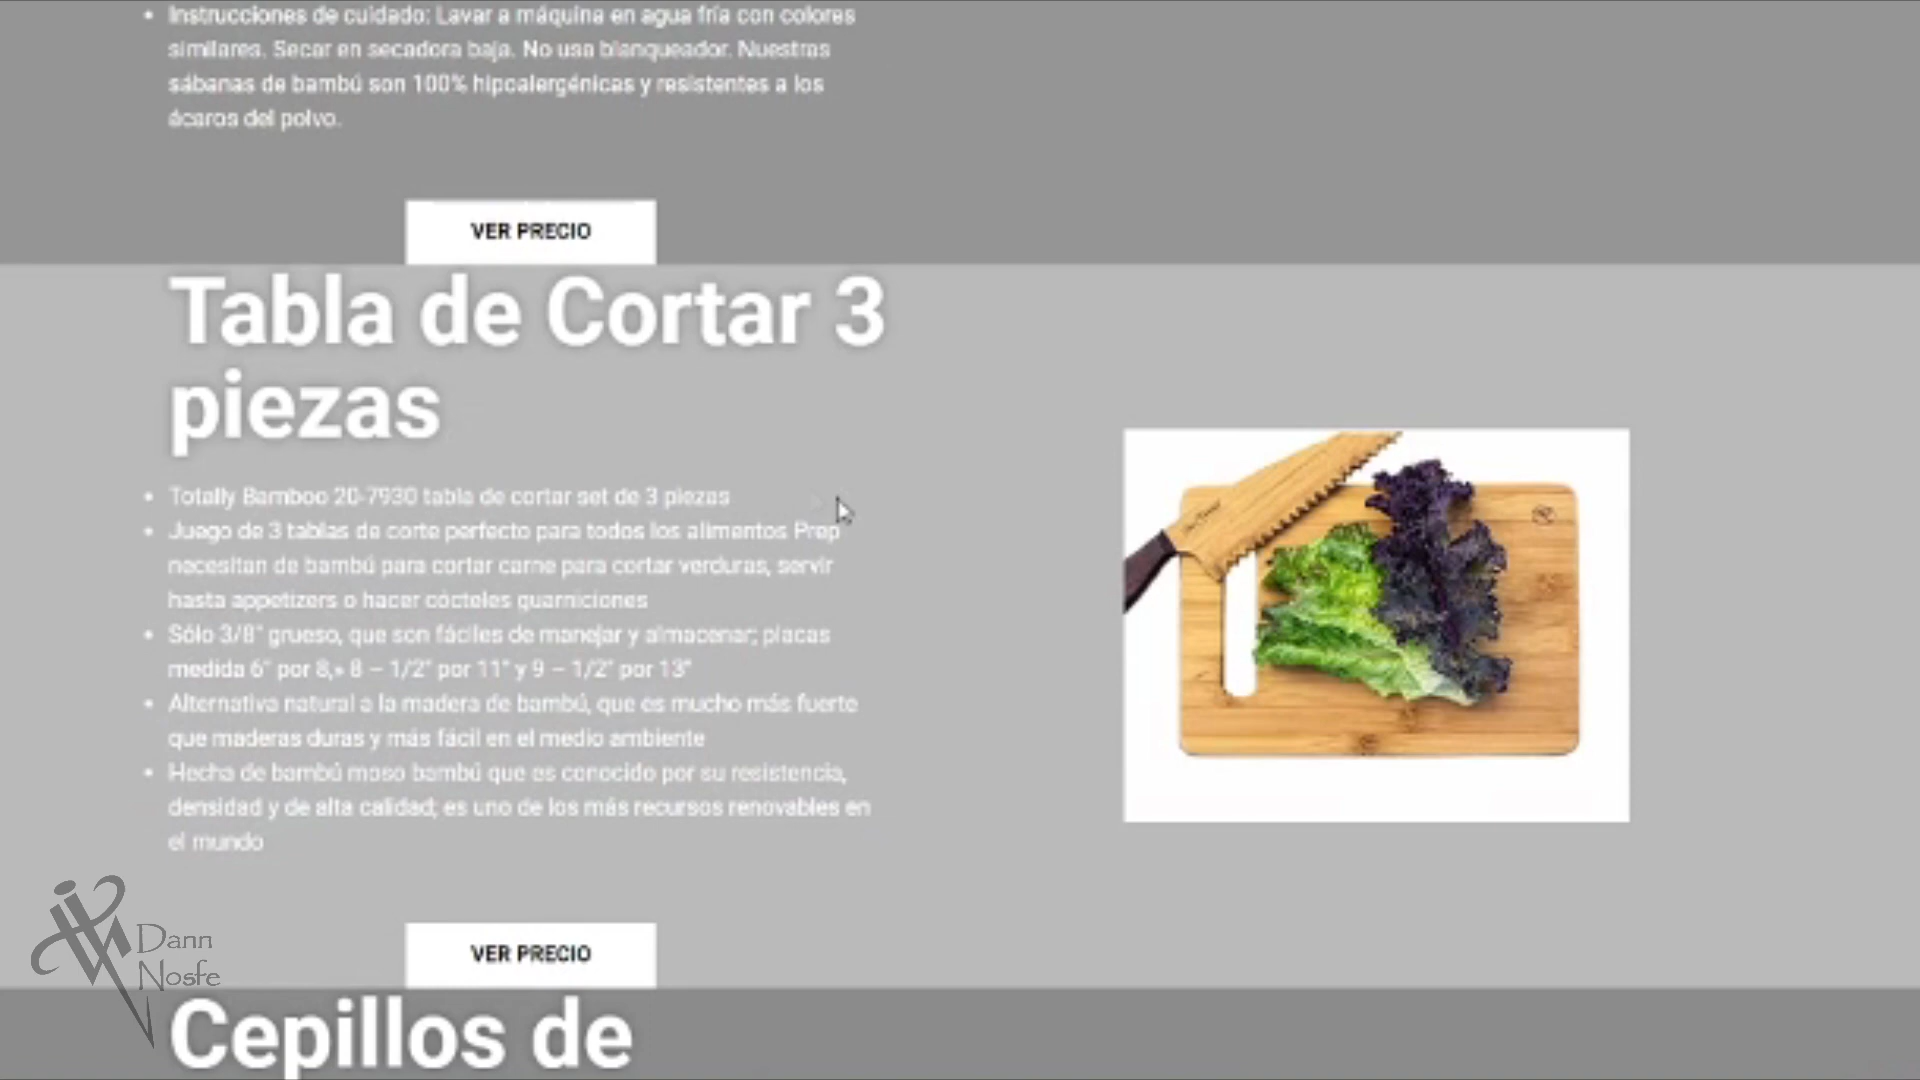 Instrucciones de cuidado: Lavar a máquina en agua fría con colores
similares. Secar en secadora baja. No usa blanqueador. Nuestras
sábanas de bambú son 100% hipoalergénicas y resistentes a los
ácaros del polvo.
VER PRECIO
Tabla de Cortar 3
piezas
Totally Bamboo 20-7930 tabla de cortar set de 3 piezas
Juego de 3 tablas de corte perfecto para todos los alimentos Prep
necesitan de bambú para cortar carne para cortar verduras, servir
hasta appetizers o hacer cócteles guarniciones
Sólo 3/8" grueso, que son fáciles de manejar y almacenar; placas
medida 6" por 8,» 8 – 1/2" por 11" y 9 – 1/2" por 13"
Alternativa natural a la madera de bambú, que es mucho más fuerte
que maderas duras y más fácil en el medio ambiente
Hecha de bambú moso bambú que es conocido por su resistencia,
densidad y de alta calidad; es uno de los más recursos renovables en
el mundo
VER PRECIO
Dann
Nosfe
Cepillos de